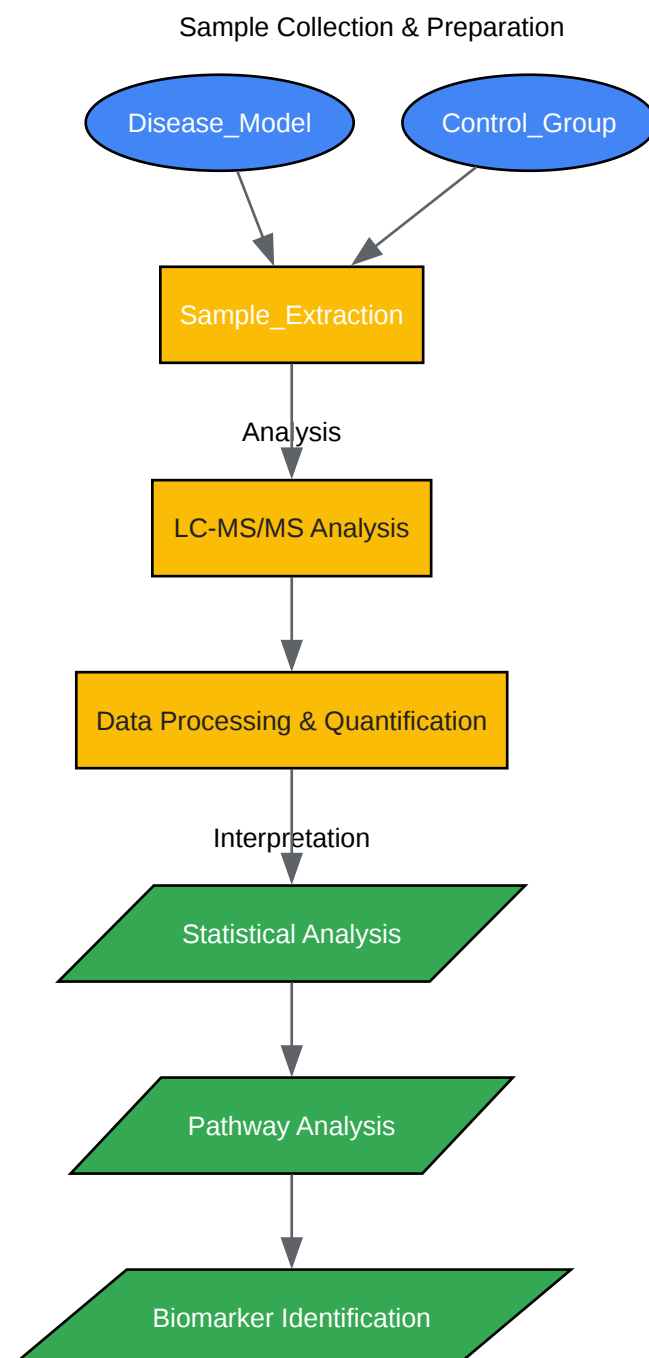 Sample Collection & Preparation
Disease_Model
Control_Group
Sample_Extraction
Analysis
LC-MS/MS Analysis
Data Processing & Quantification
Interpretation
Statistical Analysis
Pathway Analysis
Biomarker Identification